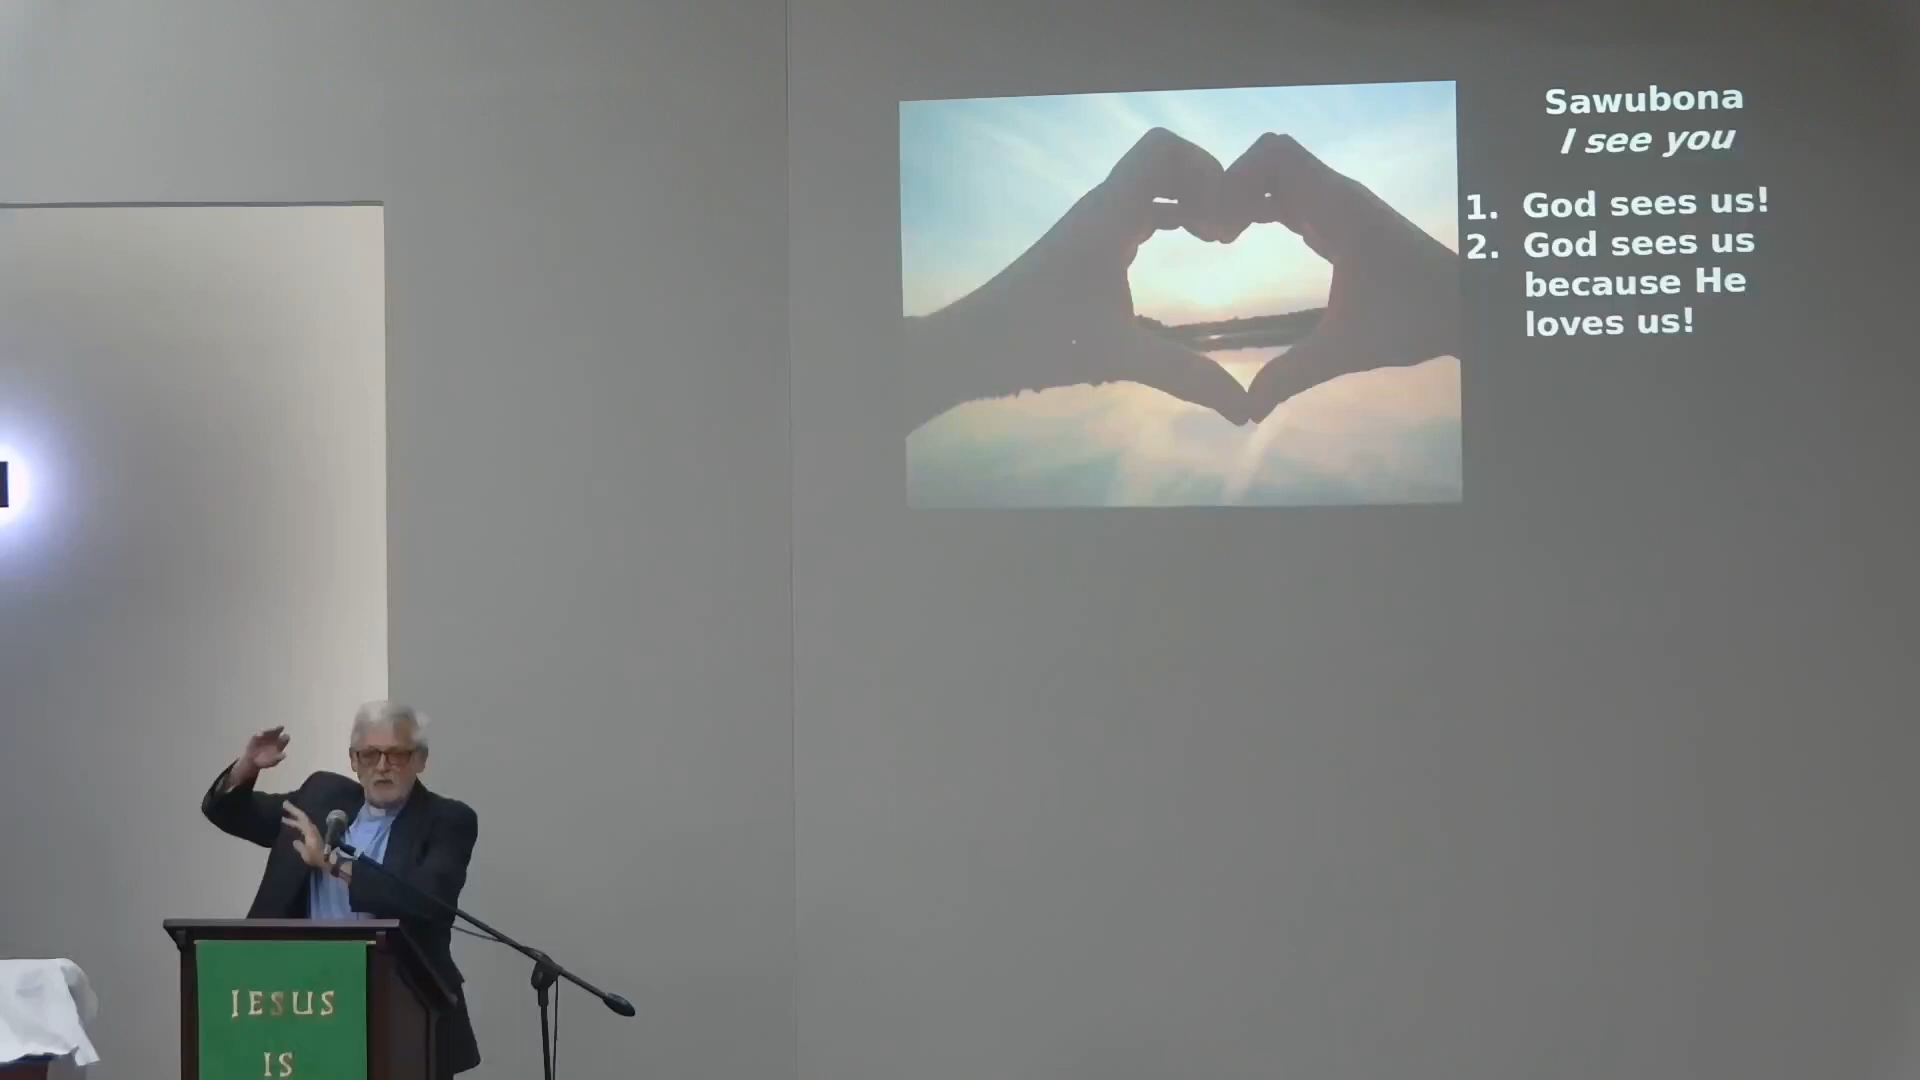 Sawubona
I see you
1. God sees us!
2. God sees us
because He
loves us!
JESUS
IS